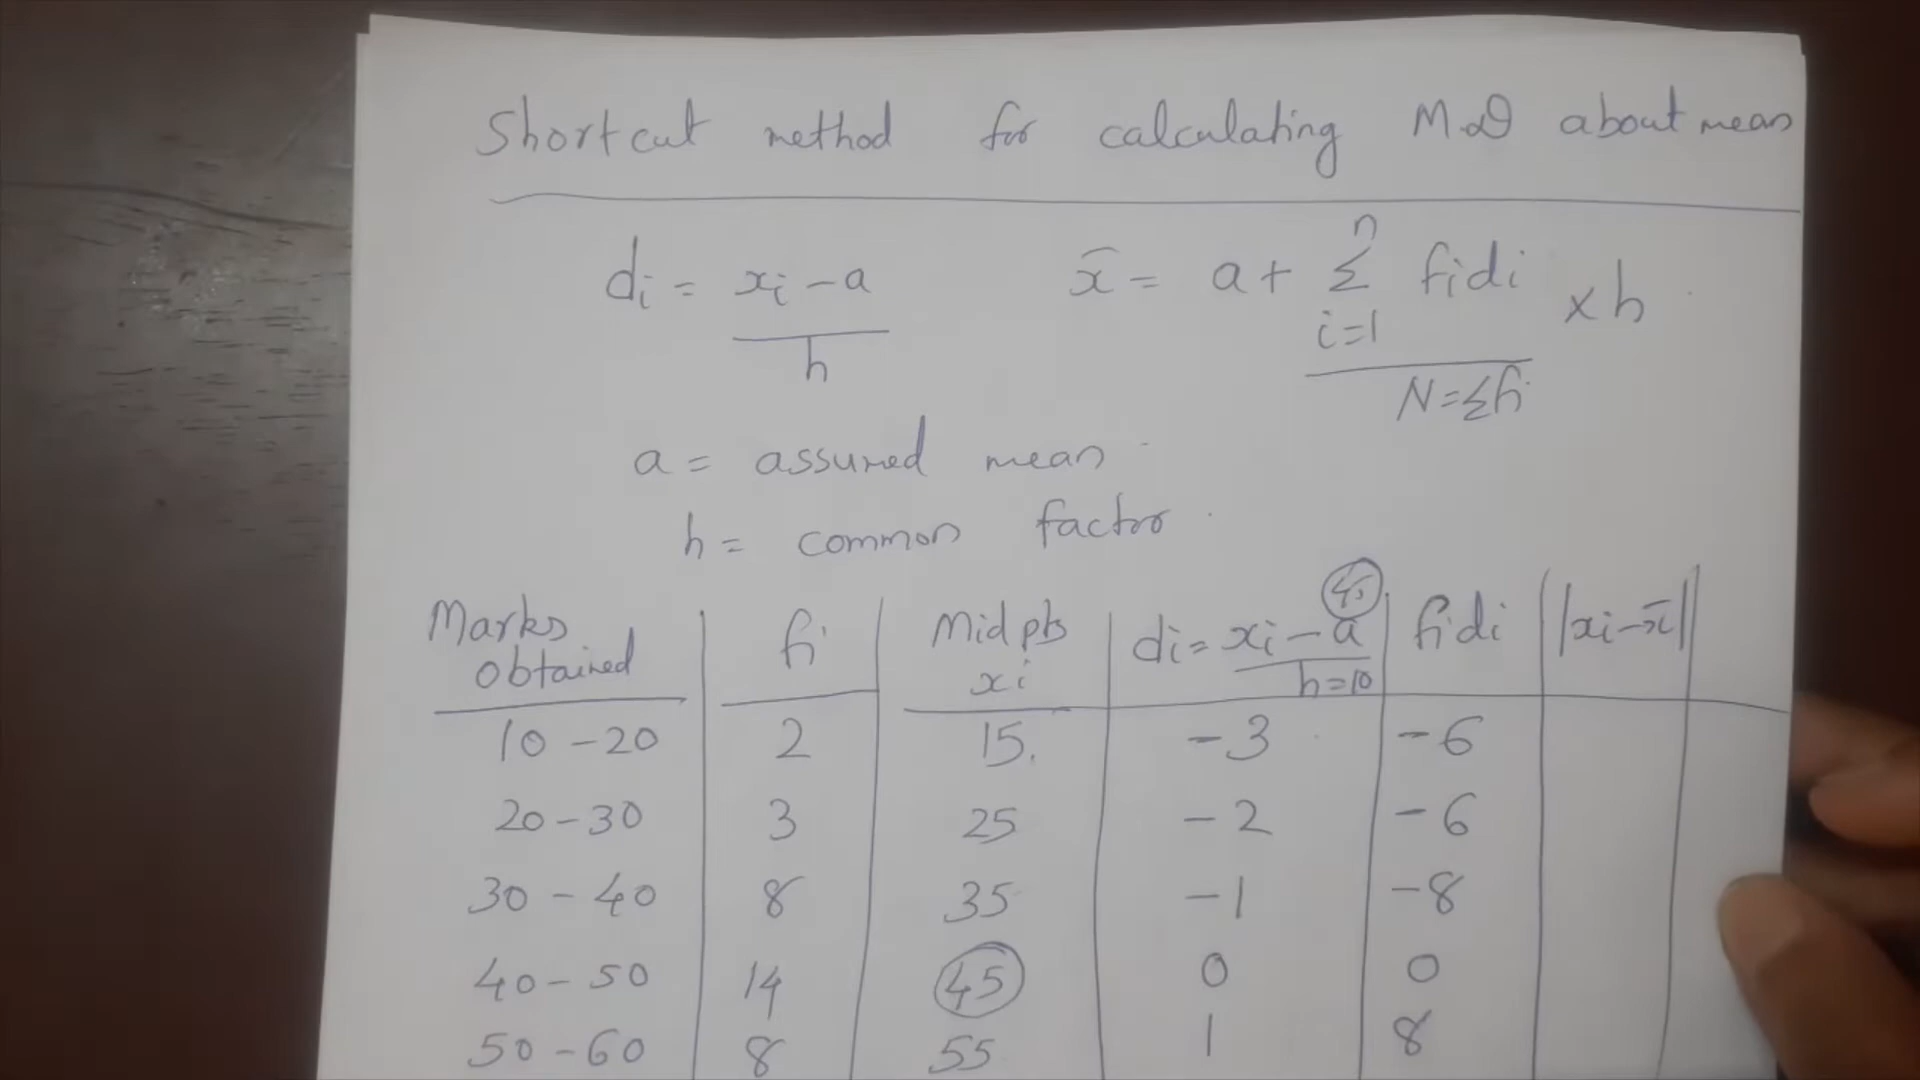 Shortcut method for calculating M.D about mean
di = xi - a / h
x̄ = a + n Σ i=1 fidi / N = Σfi × h
a = assumed mean
h = common factor
Marks obtained | fi | Mid pts xi | di = xi - a (45) / h = 10 | fidi | |xi - x̄|
10 - 20 | 2 | 15. | -3 | -6
20 - 30 | 3 | 25 | -2 | -6
30 - 40 | 8 | 35 | -1 | -8
40 - 50 | 14 | 45 | 0 | 0
50 - 60 | 8 | 55 | 1 | 8